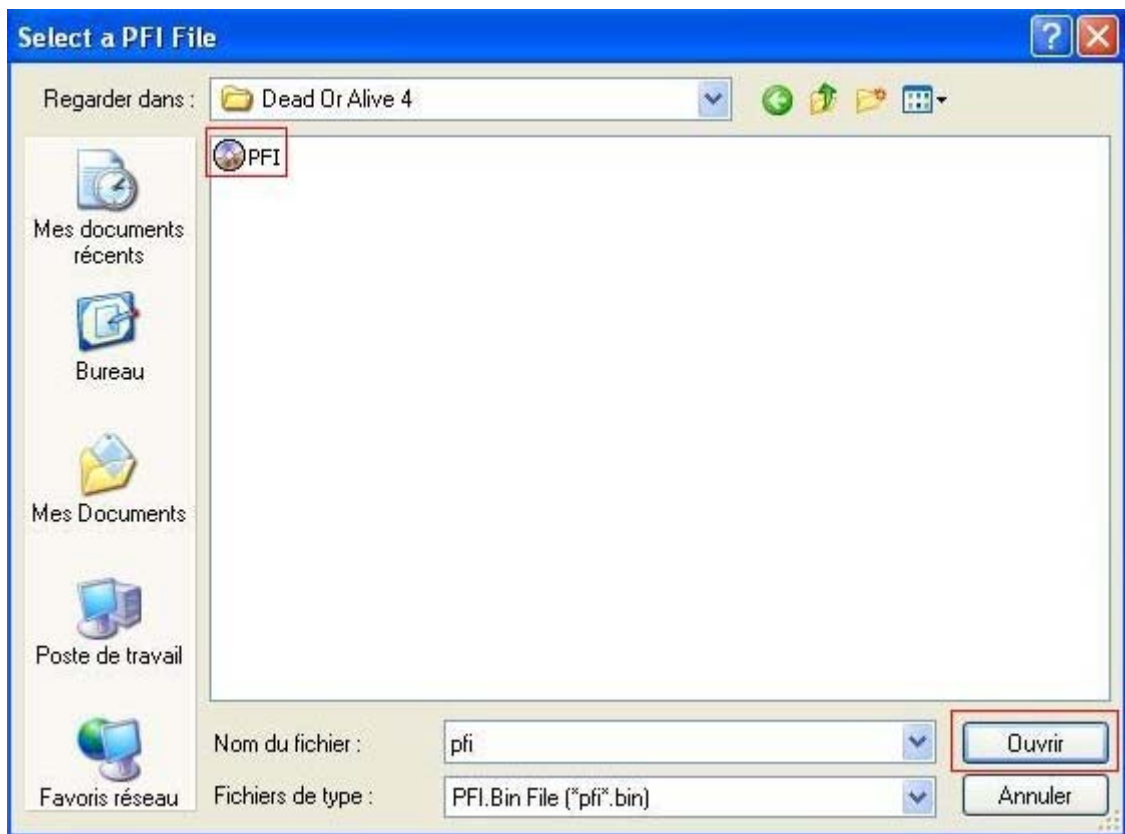 Select a PFI File
Regarder dans :
Dead Or Alive 4
PFI
Mes documents
récents
Bureau
Mes Documents
Poste de travail
Favoris réseau
Nom du fichier :
pfi
Ouvrir
Fichiers de type :
PFI.Bin File (*pfi*.bin)
Annuler